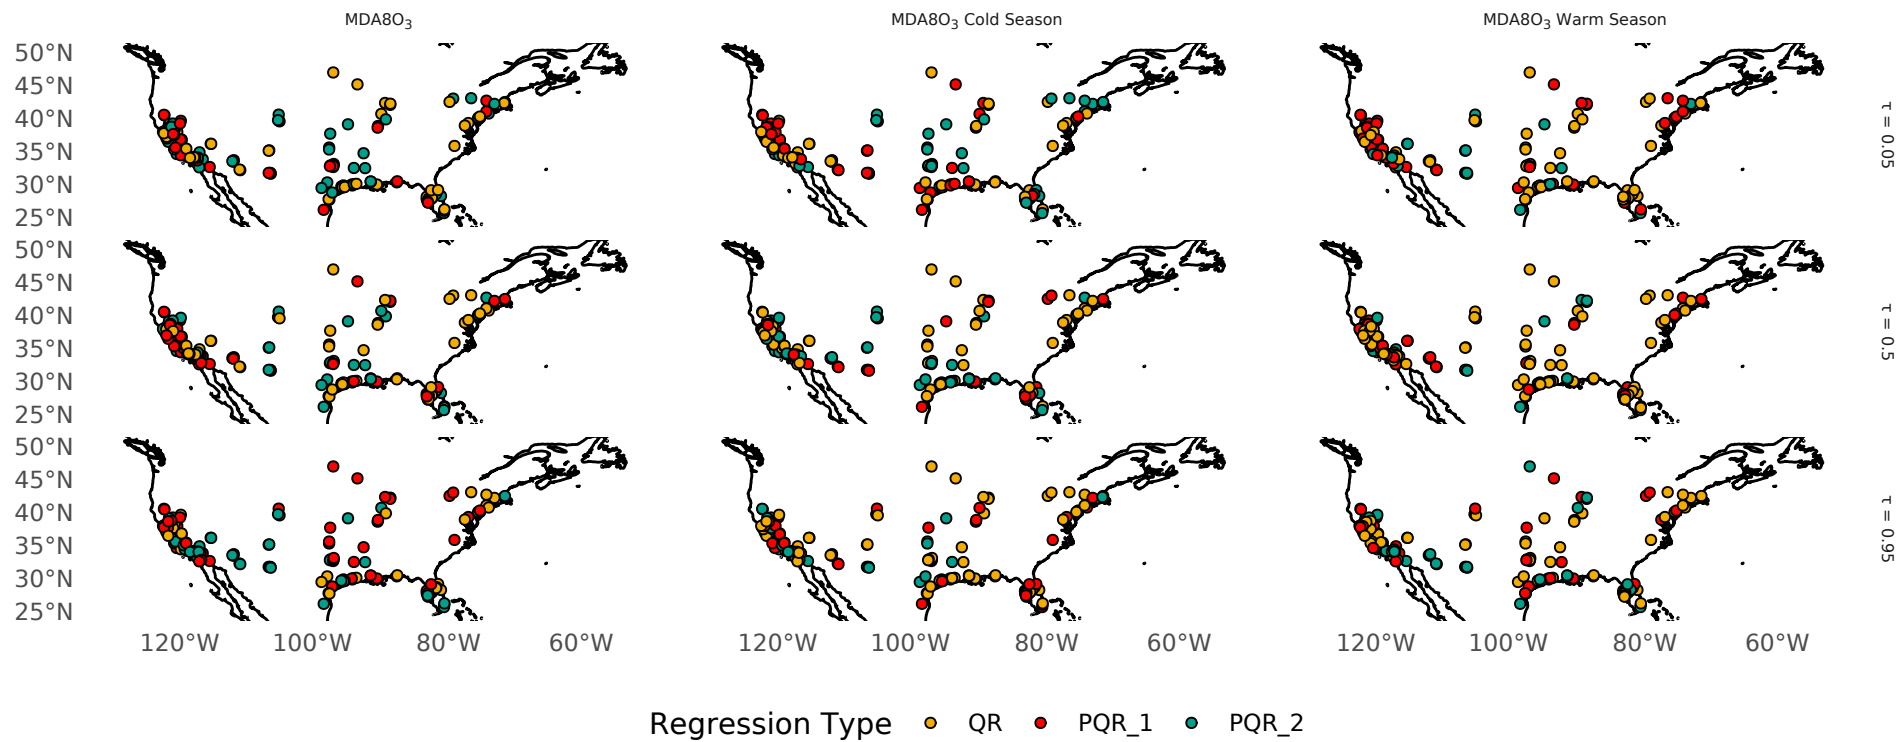 MDA8O₃ MDA8O₃ Cold Season MDA8O₃ Warm Season
50°N
45°N
40°N
35°N
30°N
25°N
τ = 0.05
50°N
45°N
40°N
35°N
30°N
25°N
τ = 0.5
50°N
45°N
40°N
35°N
30°N
25°N
τ = 0.95
120°W 100°W 80°W 60°W 120°W 100°W 80°W 60°W 120°W 100°W 80°W 60°W
Regression Type QR PQR_1 PQR_2